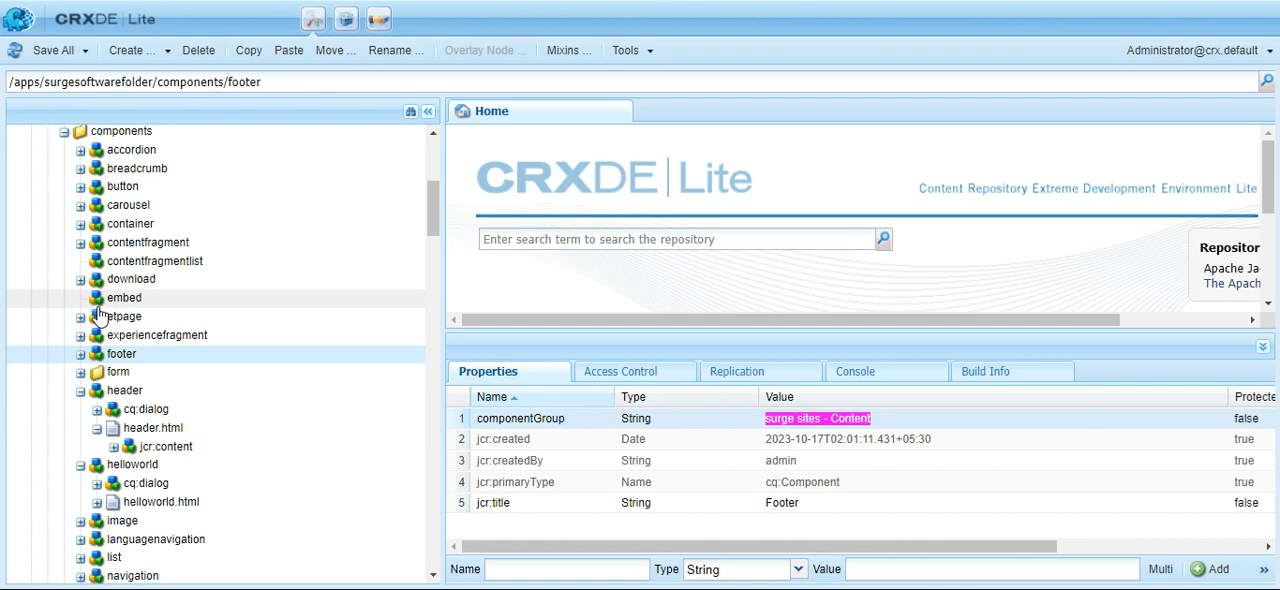 CRXDE | Lite
Save All Create ... Delete Copy Paste Move ... Rename ... Overlay Node ... Mixins ... Tools Administrator@crx.default
/apps/surgesoftwarefolder/components/footer
components
accordion
breadcrumb
button
carousel
container
contentfragment
contentfragmentlist
download
embed
etpage
experiencefragment
footer
form
header
cq:dialog
header.html
jcr:content
helloworld
cq:dialog
helloworld.html
image
languagenavigation
list
navigation
Home
CRXDE | Lite
Content Repository Extreme Development Environment Lite
Enter search term to search the repository
Repositor
Apache Ja
The Apach
Properties Access Control Replication Console Build Info
Name Type Value Protecte
1 componentGroup String surge sites - Content false
2 jcr:created Date 2023-10-17T02:01:11.431+05:30 true
3 jcr:createdBy String admin true
4 jcr:primaryType Name cq:Component true
5 jcr:title String Footer false
Name Type String Value Multi Add »